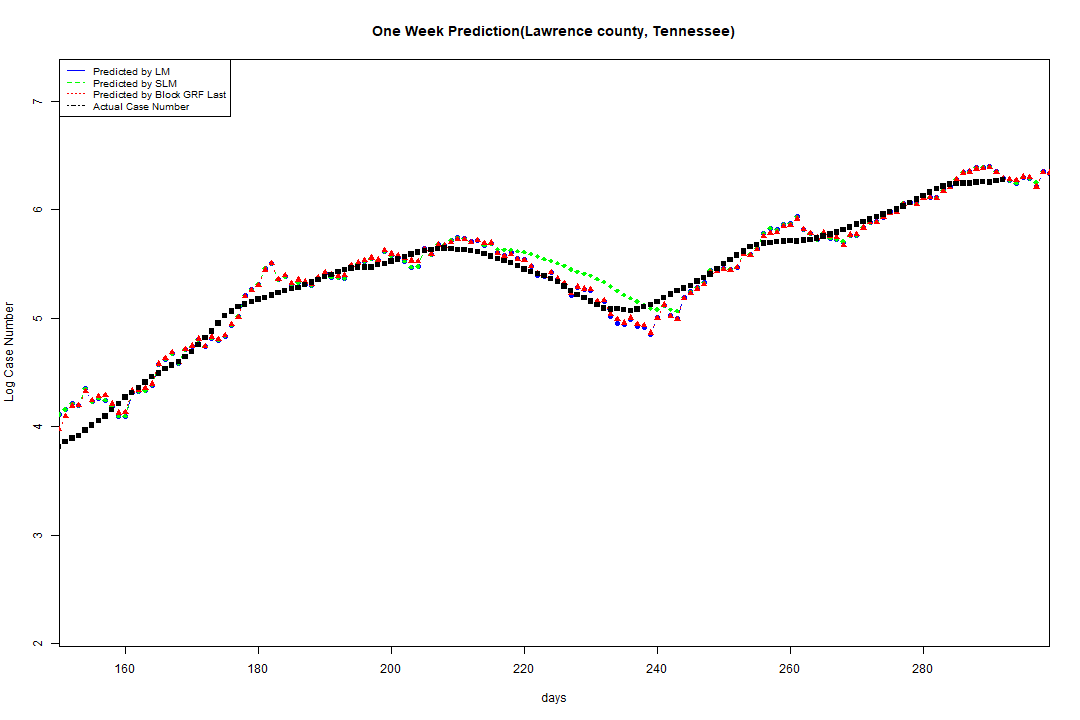 One Week Prediction(Lawrence county, Tennessee)
Predicted by LM
Predicted by SLM
Predicted by Block GRF Last
Actual Case Number
7
6
5
4
3
2
Log Case Number
160 180 200 220 240 260 280
days